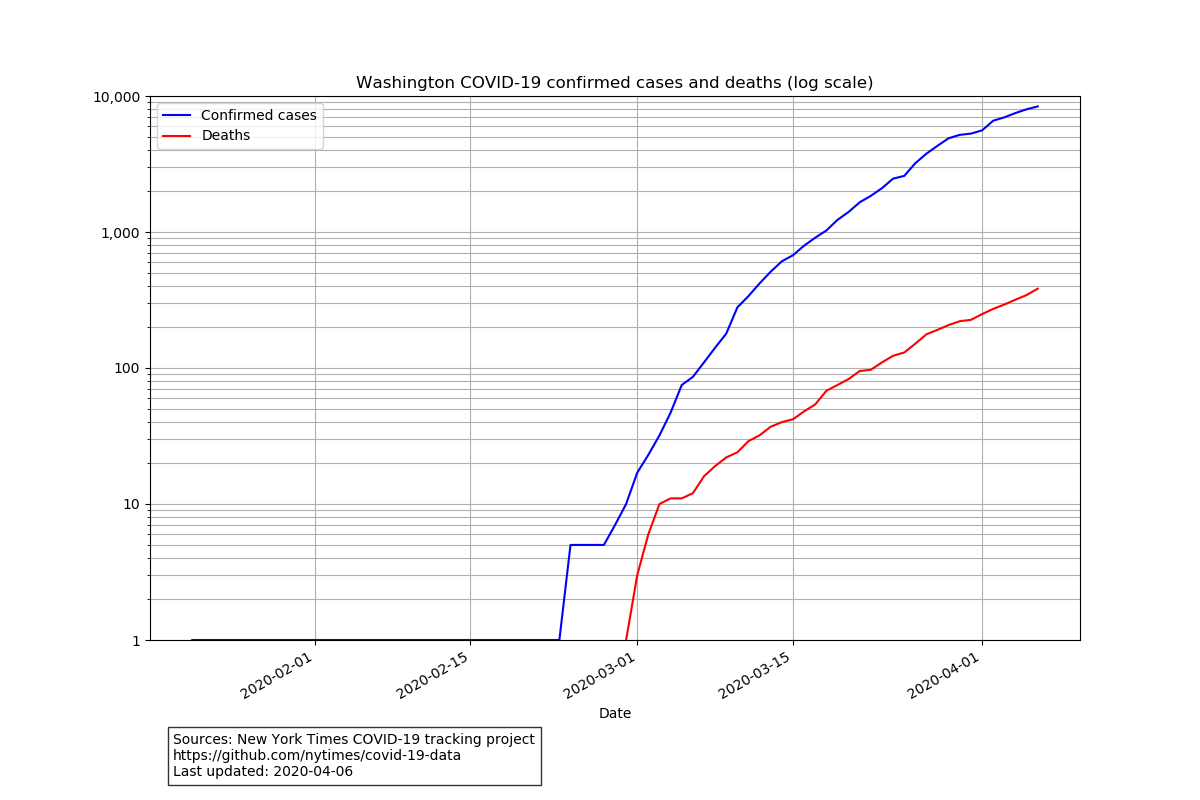 Washington COVID-19 confirmed cases and deaths (log scale)
10,000
1,000
100
10
1
Confirmed cases
Deaths
2020-02-01
2020-02-15
2020-03-01
2020-03-15
2020-04-01
Date
Sources: New York Times COVID-19 tracking project
https://github.com/nytimes/covid-19-data
Last updated: 2020-04-06